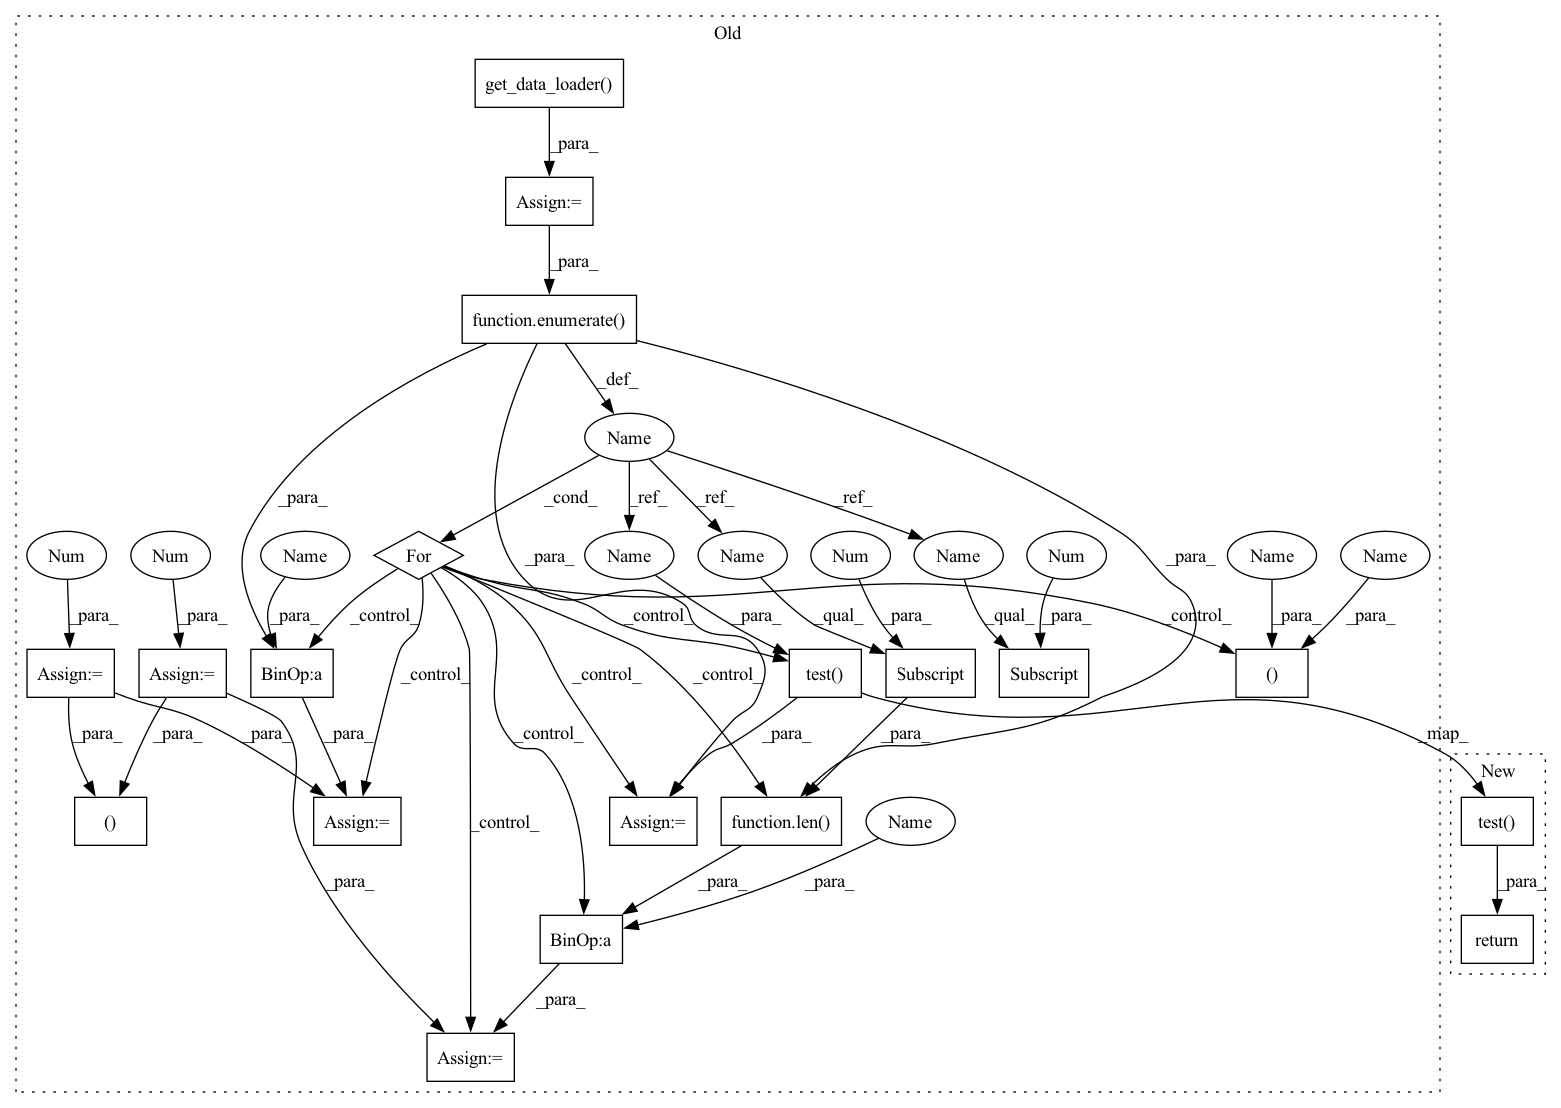 Old
get_data_loader()
_para_
Assign:=
_para_
function.enumerate()
_def_
Name
_para_
_cond_
_ref_
_ref_
_ref_
_para_
_para_
Num
Num
Name
For
Name
Name
Num
Name
Num
Name
Name
_para_
_para_
_para_
_control_
_control_
_para_
_qual_
_para_
_qual_
_para_
_control_
_para_
_para_
Assign:=
Assign:=
BinOp:a
test()
Subscript
Subscript
()
_control_
_control_
_control_
_para_
_para_
_para_
_para_
_control_
_para_
_para_
_map_
New
()
Assign:=
_control_
Assign:=
function.len()
Name
test()
_para_
_para_
_para_
_para_
BinOp:a
return
_para_
Assign:=